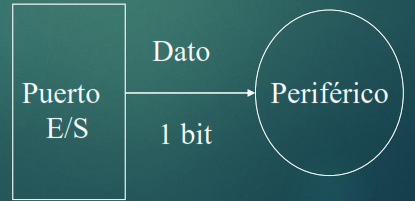 Puerto
E/S
Dato
1 bit
Periférico